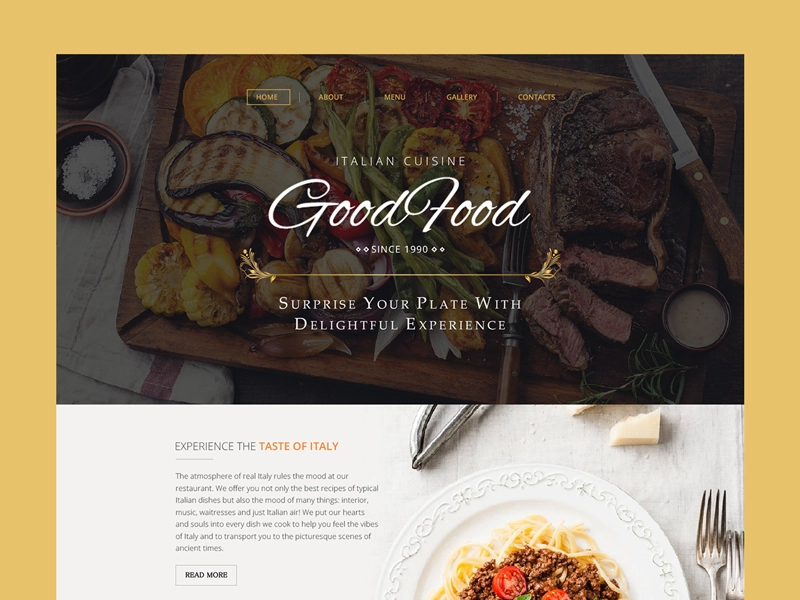 HOME ABOUT MENU GALLERY CONTACTS
ITALIAN CUISINE
GoodFood
SINCE 1990
Surprise Your Plate With
Delightful Experience
EXPERIENCE THE TASTE OF ITALY
The atmosphere of real Italy rules the mood at our
restaurant. We offer you not only the best recipes of typical
Italian dishes but also the mood of many things: interior,
music, waitresses and just Italian air! We put our hearts
and souls into every dish we cook to help you feel the vibes
of Italy and to transport you to the picturesque scenes of
ancient times.
READ MORE